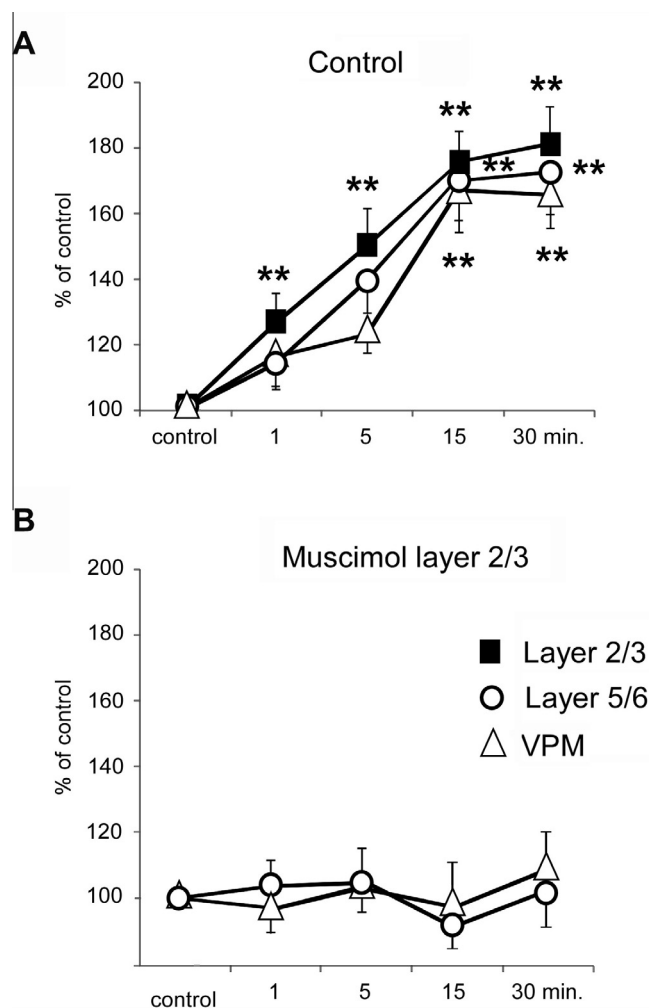 A
Control
200
180
160
140
120
100
% of control
**
**
**
**
**
**
**
**
control 1 5 15 30 min.
B
Muscimol layer 2/3
200
180
160
140
120
100
% of control
Layer 2/3
Layer 5/6
VPM
control 1 5 15 30 min.